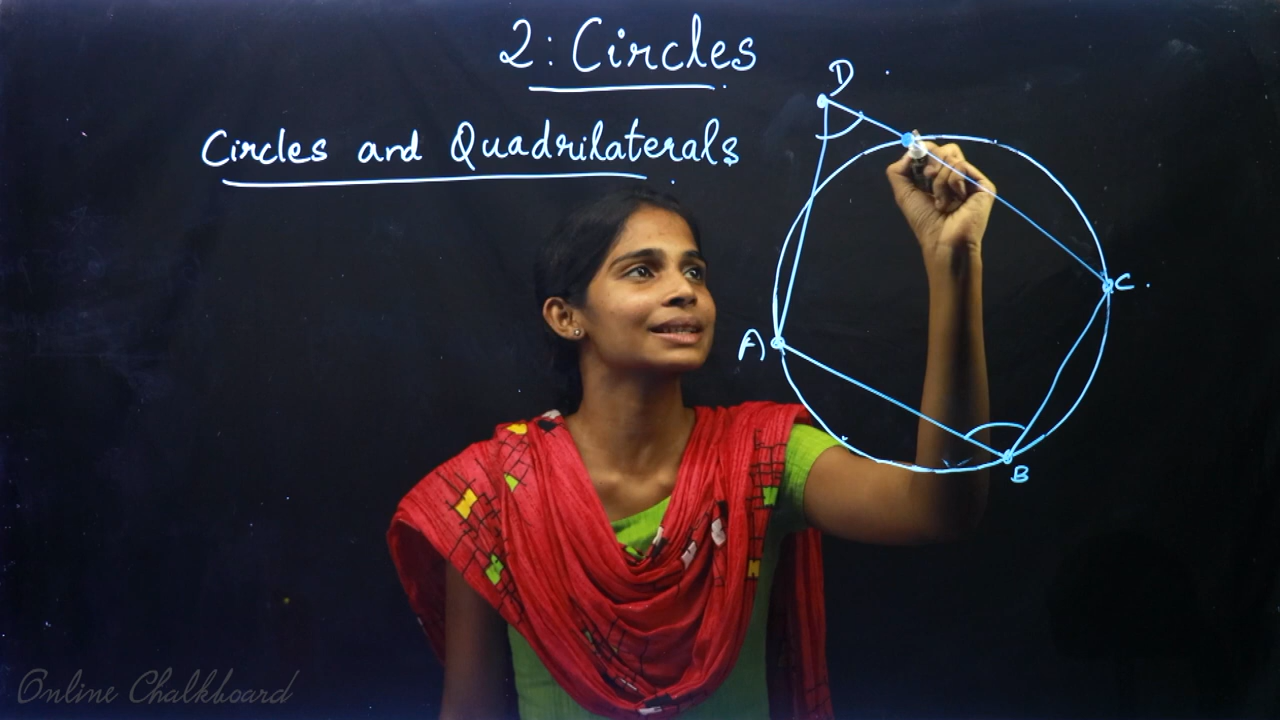 2: Circles
Circles and Quadrilaterals
D
C
A
B
Online Chalkboard